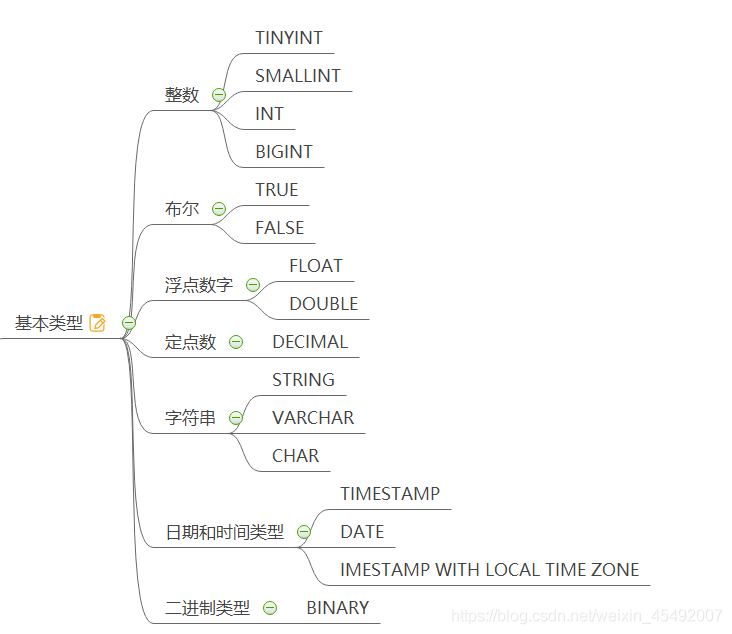 基本类型
整数
TINYINT
SMALLINT
INT
BIGINT
布尔
TRUE
FALSE
浮点数字
FLOAT
DOUBLE
定点数
DECIMAL
字符串
STRING
VARCHAR
CHAR
日期和时间类型
TIMESTAMP
DATE
IMESTAMP WITH LOCAL TIME ZONE
二进制类型
BINARY
https://blog.csdn.net/weixin_45492007